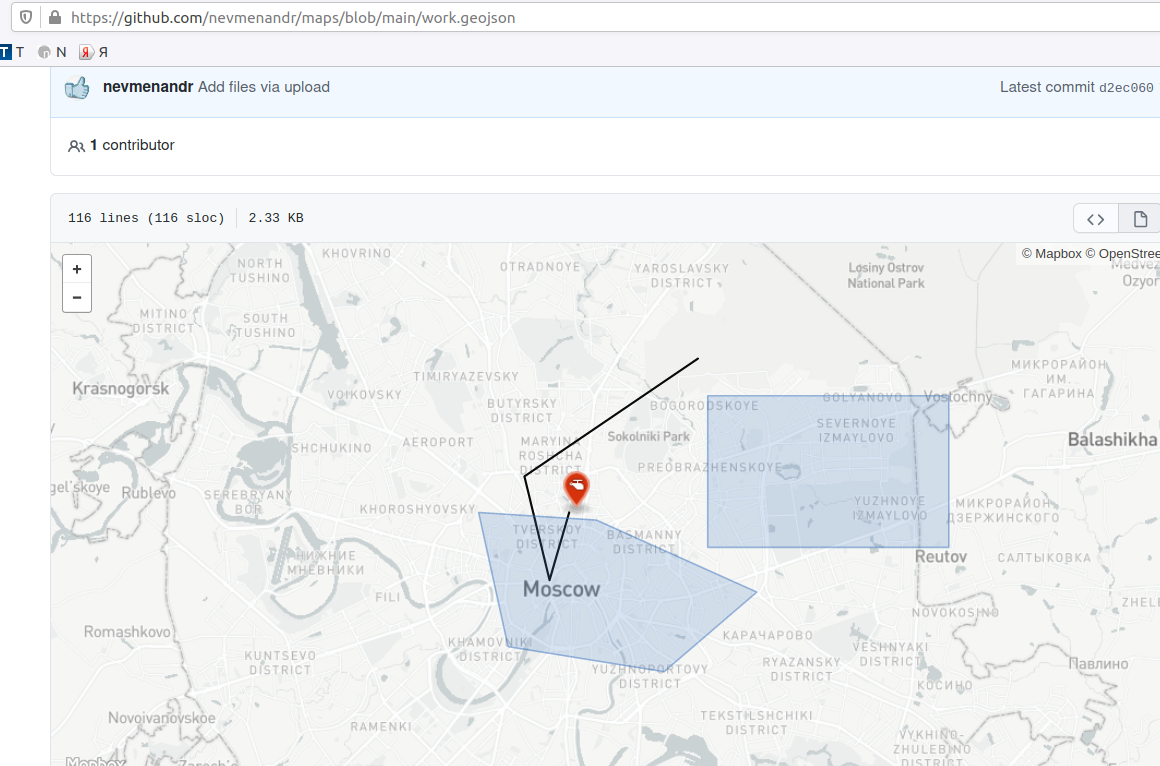 https://github.com/nevmenandr/maps/blob/main/work.geojson
T T N Я Я
nevmenandr Add files via upload Latest commit d2ec060
1 contributor
116 lines (116 sloc) 2.33 KB
<>
+
−
© Mapbox © OpenStree
KHOVRINO
NORTH
TUSHINO
OTRADNOYE
YAROSLAVSKY
DISTRICT
Losiny Ostrov
National Park
Medvez
Ozyor
MITINO
DISTRICT
SOUTH
TUSHINO
Krasnogorsk
TIMIRYAZEVSKY
VOIKOVSKY
BUTYRSKY
DISTRICT
BOGORODSKOYE
GOLYANOVO
Vostochny
МИКРОРАЙОН
ИМ.
ГАГАРИНА
SEVERNOYE
IZMAYLOVO
Balashikha
SHCHUKINO
AEROPORT
MARYINA
ROSHCHA
DISTRICT
Sokolniki Park
PREOBRAZHENSKOYE
gel'skoye
Rublevo
SEREBRYANY
BOR
KHOROSHYOVSKY
YUZHNOYE
IZMAYLOVO
МИКРОРАЙОН
ДЗЕРЖИНСКОГО
TVERSKOY
DISTRICT
BASMANNY
DISTRICT
НИЖНИЕ
МНЕВНИКИ
Reutov
САЛТЫКОВКА
Moscow
FILI
ZHELE
NOVOKOSINO
Romashkovo
KHAMOVNIKI
DISTRICT
КАРАЧАРОВО
VESHNYAKI
DISTRICT
KUNTSEVO
DISTRICT
YUZHNOPORTOVY
DISTRICT
RYAZANSKY
DISTRICT
Павлино
КОСИНО
Novoivanovskoe
RAMENKI
TEKSTILSHCHIKI
DISTRICT
VYKHINO-
ZHULEBINO
DISTRICT
Mapbox
Zarech'e